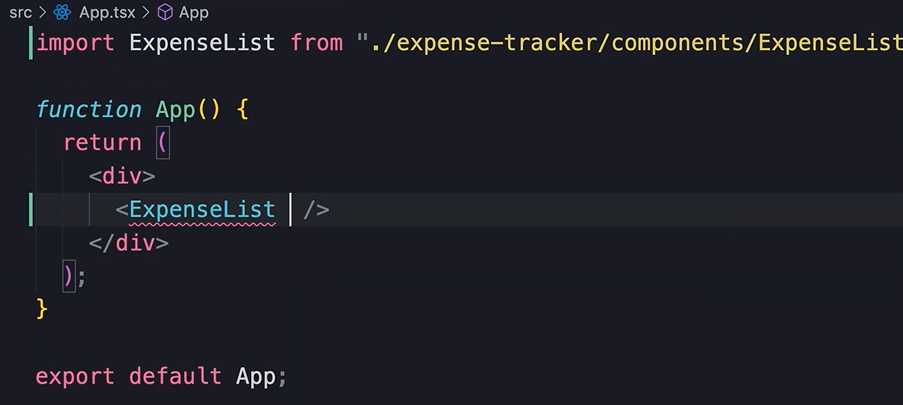 src > App.tsx > App
import ExpenseList from "./expense-tracker/components/ExpenseList
function App() {
return (
<div>
<ExpenseList />
</div>
);
}
export default App;